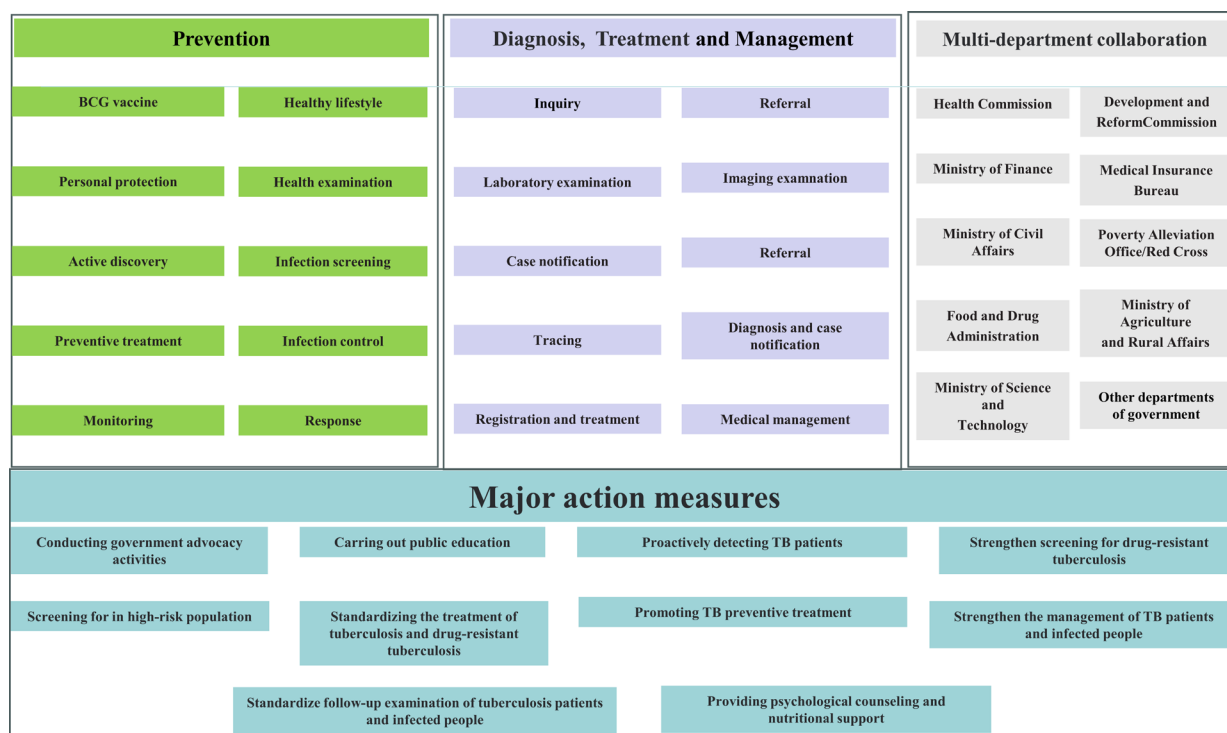 Prevention
BCG vaccine
Healthy lifestyle
Personal protection
Health examination
Active discovery
Infection screening
Preventive treatment
Infection control
Monitoring
Response
Diagnosis, Treatment and Management
Inquiry
Referral
Laboratory examination
Imaging examnation
Case notification
Referral
Tracing
Diagnosis and case
notification
Registration and treatment
Medical management
Multi-department collaboration
Health Commission
Development and
ReformCommission
Ministry of Finance
Medical Insurance
Bureau
Ministry of Civil
Affairs
Poverty Alleviation
Office/Red Cross
Food and Drug
Administration
Ministry of
Agriculture
and Rural Affairs
Ministry of Science
and
Technology
Other departments
of government
Major action measures
Conducting government advocacy
activities
Carring out public education
Proactively detecting TB patients
Strengthen screening for drug-resistant
tuberculosis
Screening for in high-risk population
Standardizing the treatment of
tuberculosis and drug-resistant
tuberculosis
Promoting TB preventive treatment
Strengthen the management of TB patients
and infected people
Standardize follow-up examination of tuberculosis patients
and infected people
Providing psychological counseling and
nutritional support